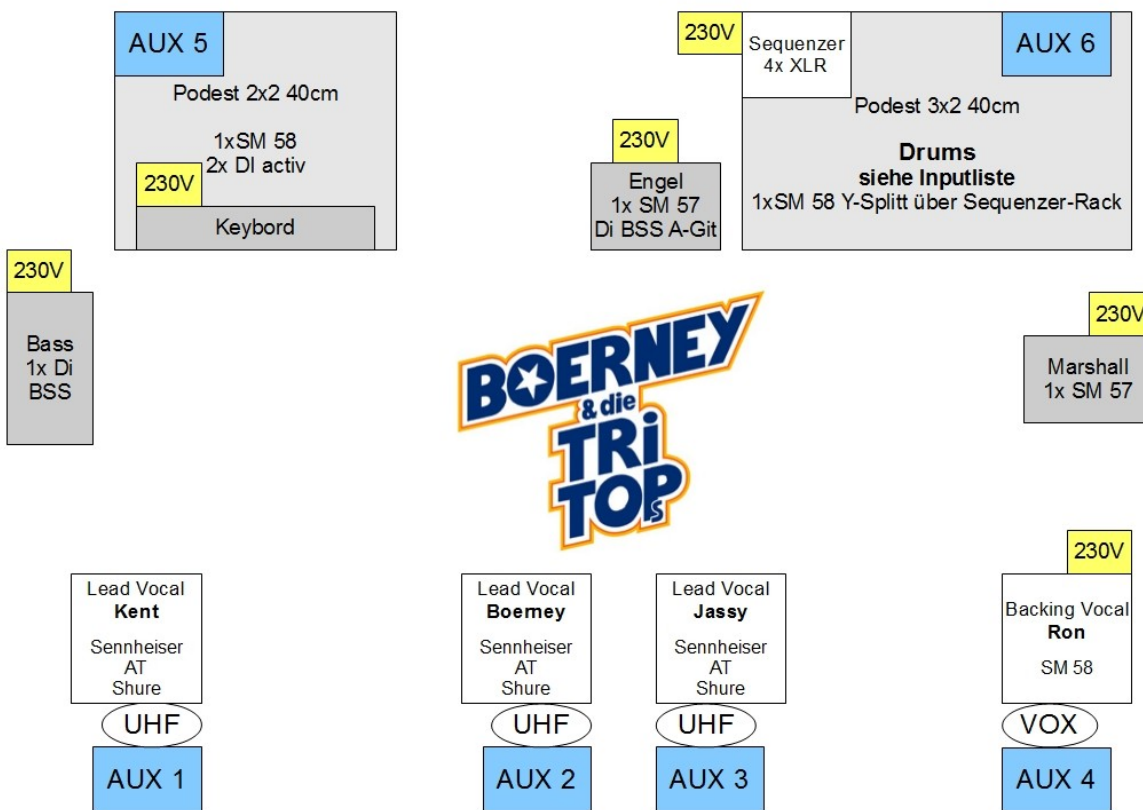 AUX 5
Podest 2x2 40cm
1xSM 58
2x DI activ
230V
Keybord
230V
Sequenzer
4x XLR
AUX 6
Podest 3x2 40cm
Drums
siehe Inputliste
1xSM 58 Y-Splitt über Sequenzer-Rack
230V
Engel
1x SM 57
Di BSS A-Git
230V
Bass
1x Di
BSS
BOERNEY
& die
TRi
TOPs
230V
Marshall
1x SM 57
Lead Vocal
Kent
Sennheiser
AT
Shure
UHF
AUX 1
Lead Vocal
Boerney
Sennheiser
AT
Shure
UHF
AUX 2
Lead Vocal
Jassy
Sennheiser
AT
Shure
UHF
AUX 3
230V
Backing Vocal
Ron
SM 58
VOX
AUX 4